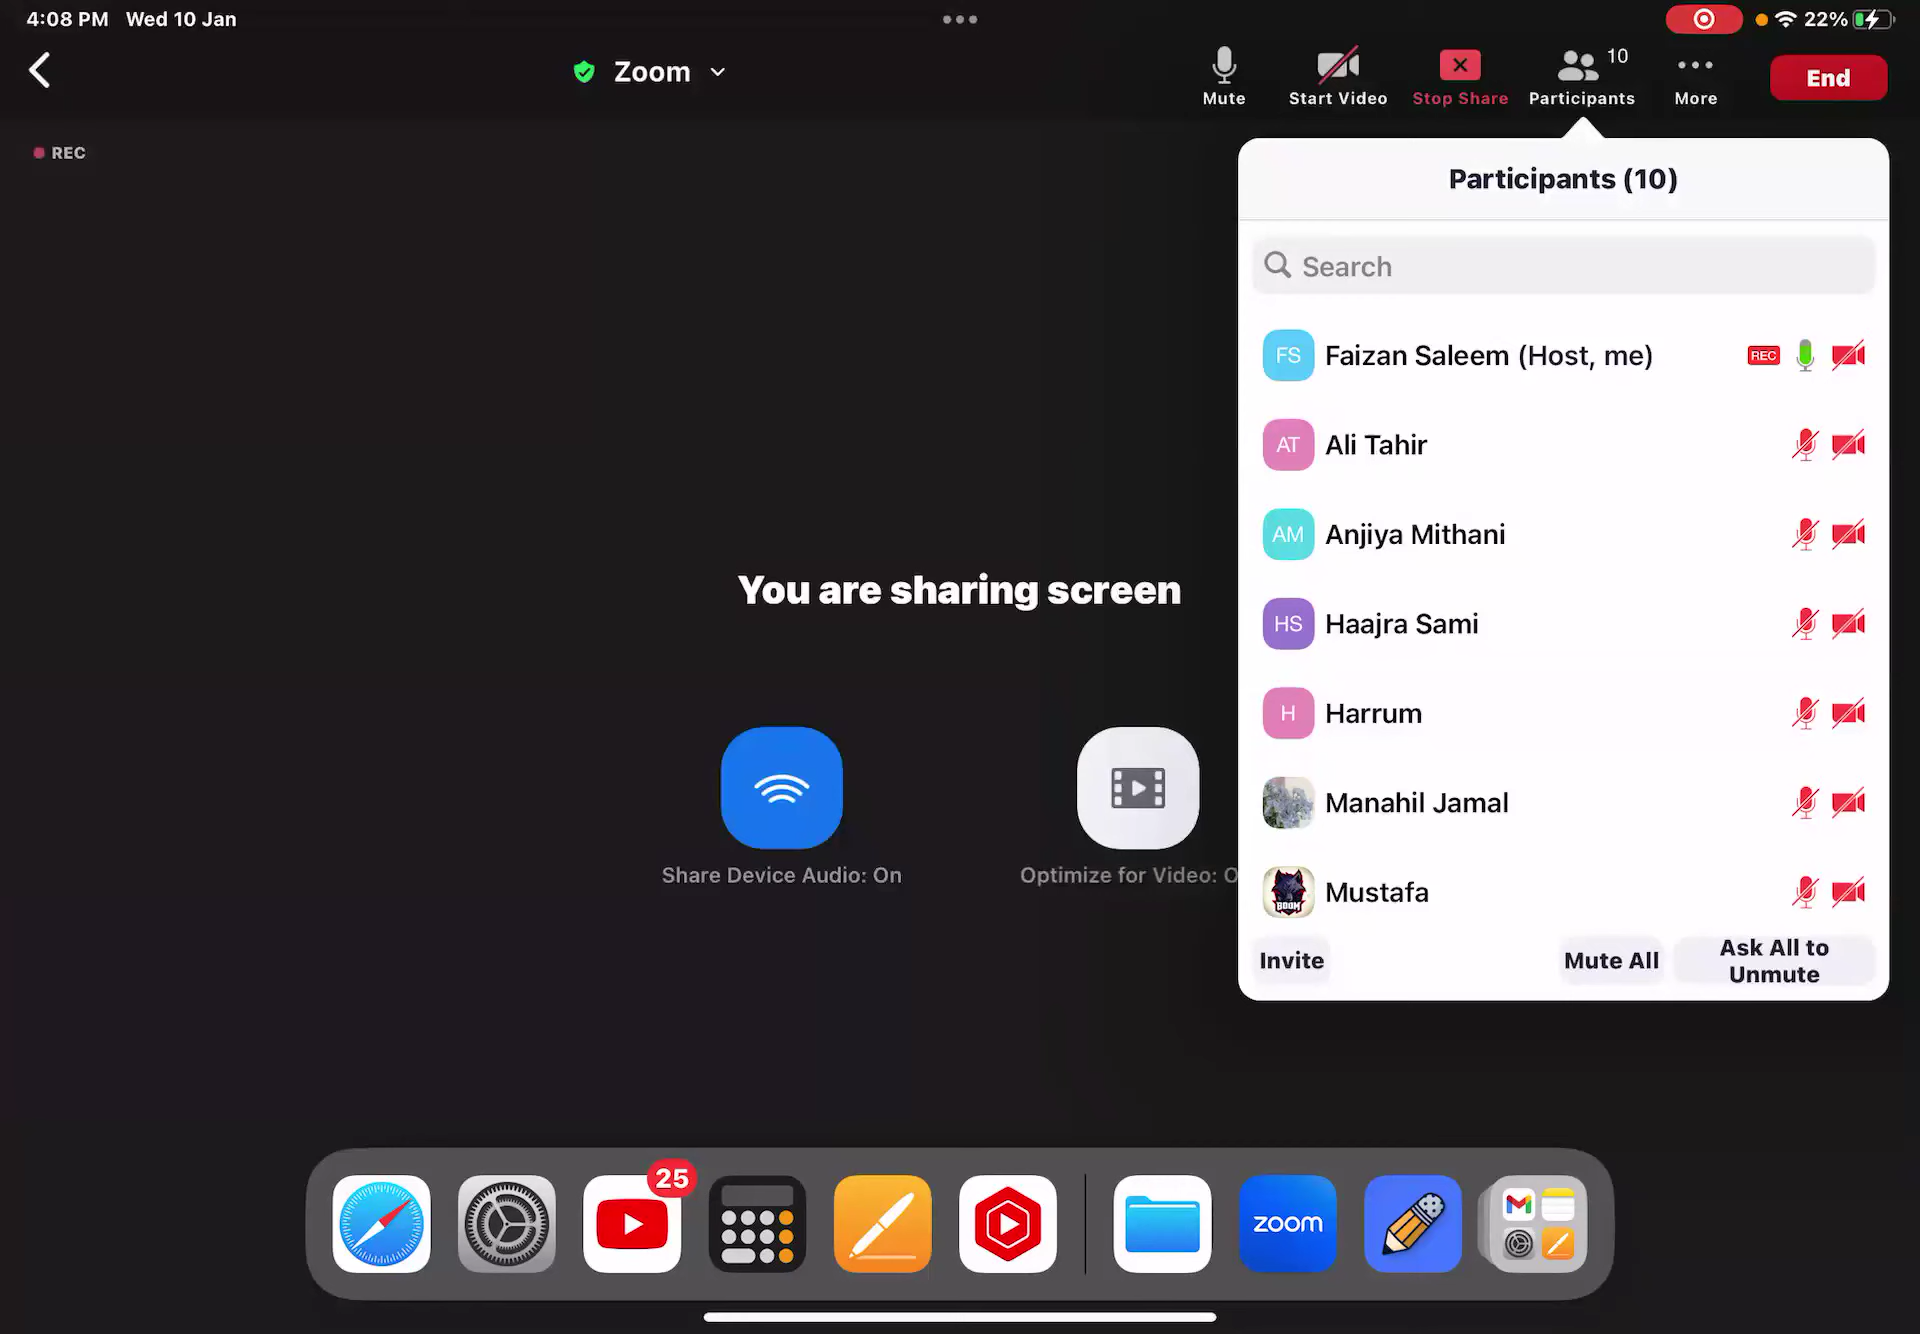 4:08 PM Wed 10 Jan
22%
Zoom
10
Mute
Start Video
Stop Share
Participants
More
End
REC
Participants (10)
Search
FS Faizan Saleem (Host, me) REC
AT Ali Tahir
AM Anjiya Mithani
HS Haajra Sami
H Harrum
Manahil Jamal
BOOM Mustafa
Invite
Mute All
Ask All to
Unmute
You are sharing screen
Share Device Audio: On
Optimize for Video: O
25
zoom